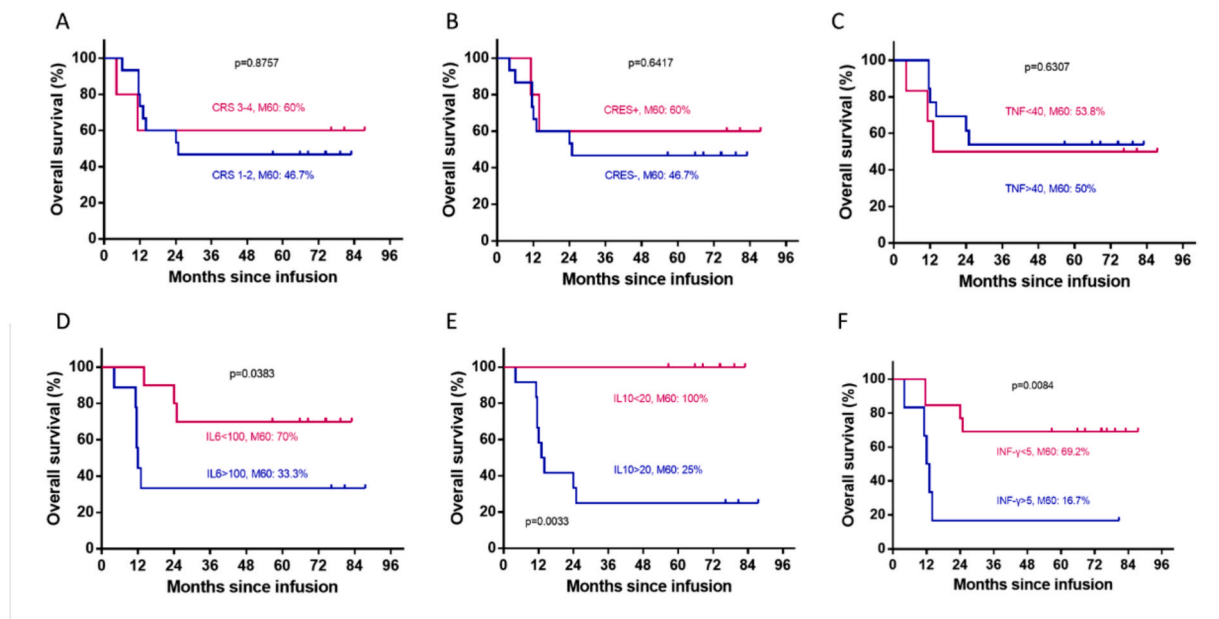 A
Overall survival (%)
100
80
60
40
20
0
p=0.8757
CRS 3-4, M60: 60%
CRS 1-2, M60: 46.7%
0 12 24 36 48 60 72 84 96
Months since infusion
B
Overall survival (%)
100
80
60
40
20
0
p=0.6417
CRES+, M60: 60%
CRES-, M60: 46.7%
0 12 24 36 48 60 72 84 96
Months since infusion
C
Overall survival (%)
100
80
60
40
20
0
p=0.6307
TNF<40, M60: 53.8%
TNF>40, M60: 50%
0 12 24 36 48 60 72 84 96
Months since infusion
D
Overall survival (%)
100
80
60
40
20
0
p=0.0383
IL6<100, M60: 70%
IL6>100, M60: 33.3%
0 12 24 36 48 60 72 84 96
Months since infusion
E
Overall survival (%)
100
80
60
40
20
0
IL10<20, M60: 100%
IL10>20, M60: 25%
p=0.0033
0 12 24 36 48 60 72 84 96
Months since infusion
F
Overall survival (%)
100
80
60
40
20
0
p=0.0084
INF-γ<5, M60: 69.2%
INF-γ>5, M60: 16.7%
0 12 24 36 48 60 72 84 96
Months since infusion